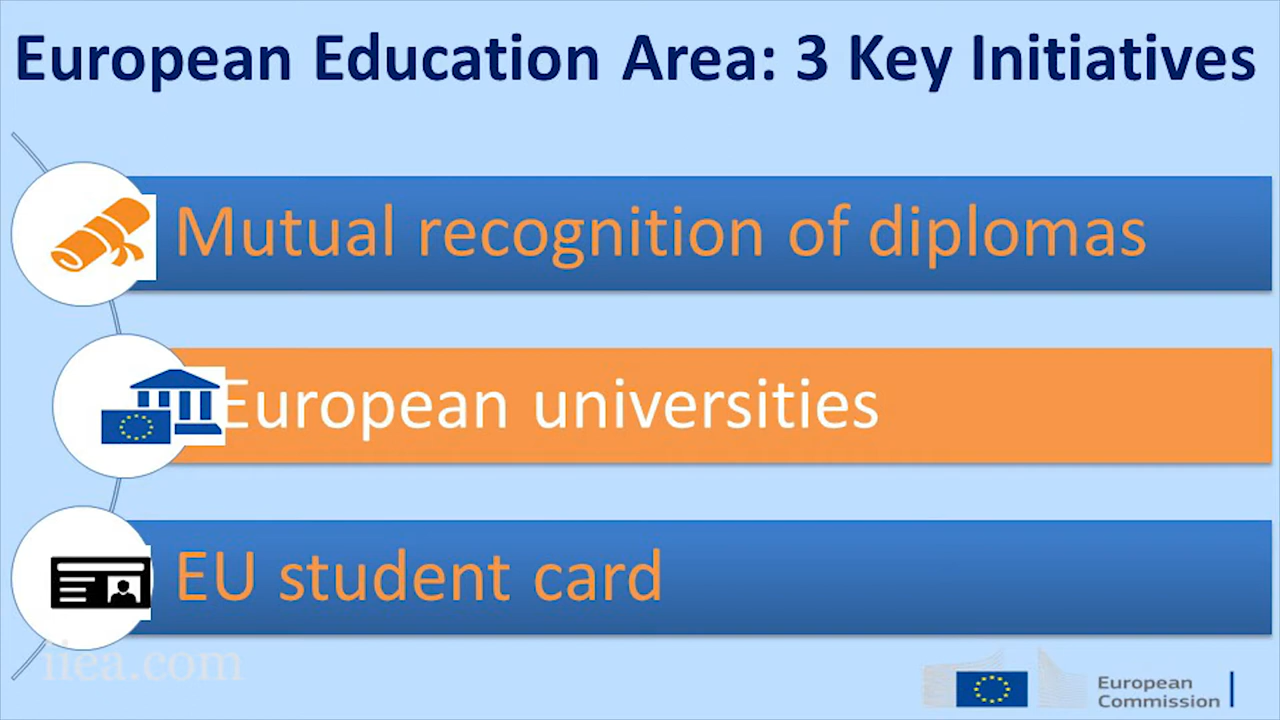 European Education Area: 3 Key Initiatives
Mutual recognition of diplomas
European universities
EU student card
iiea.com
European
Commission